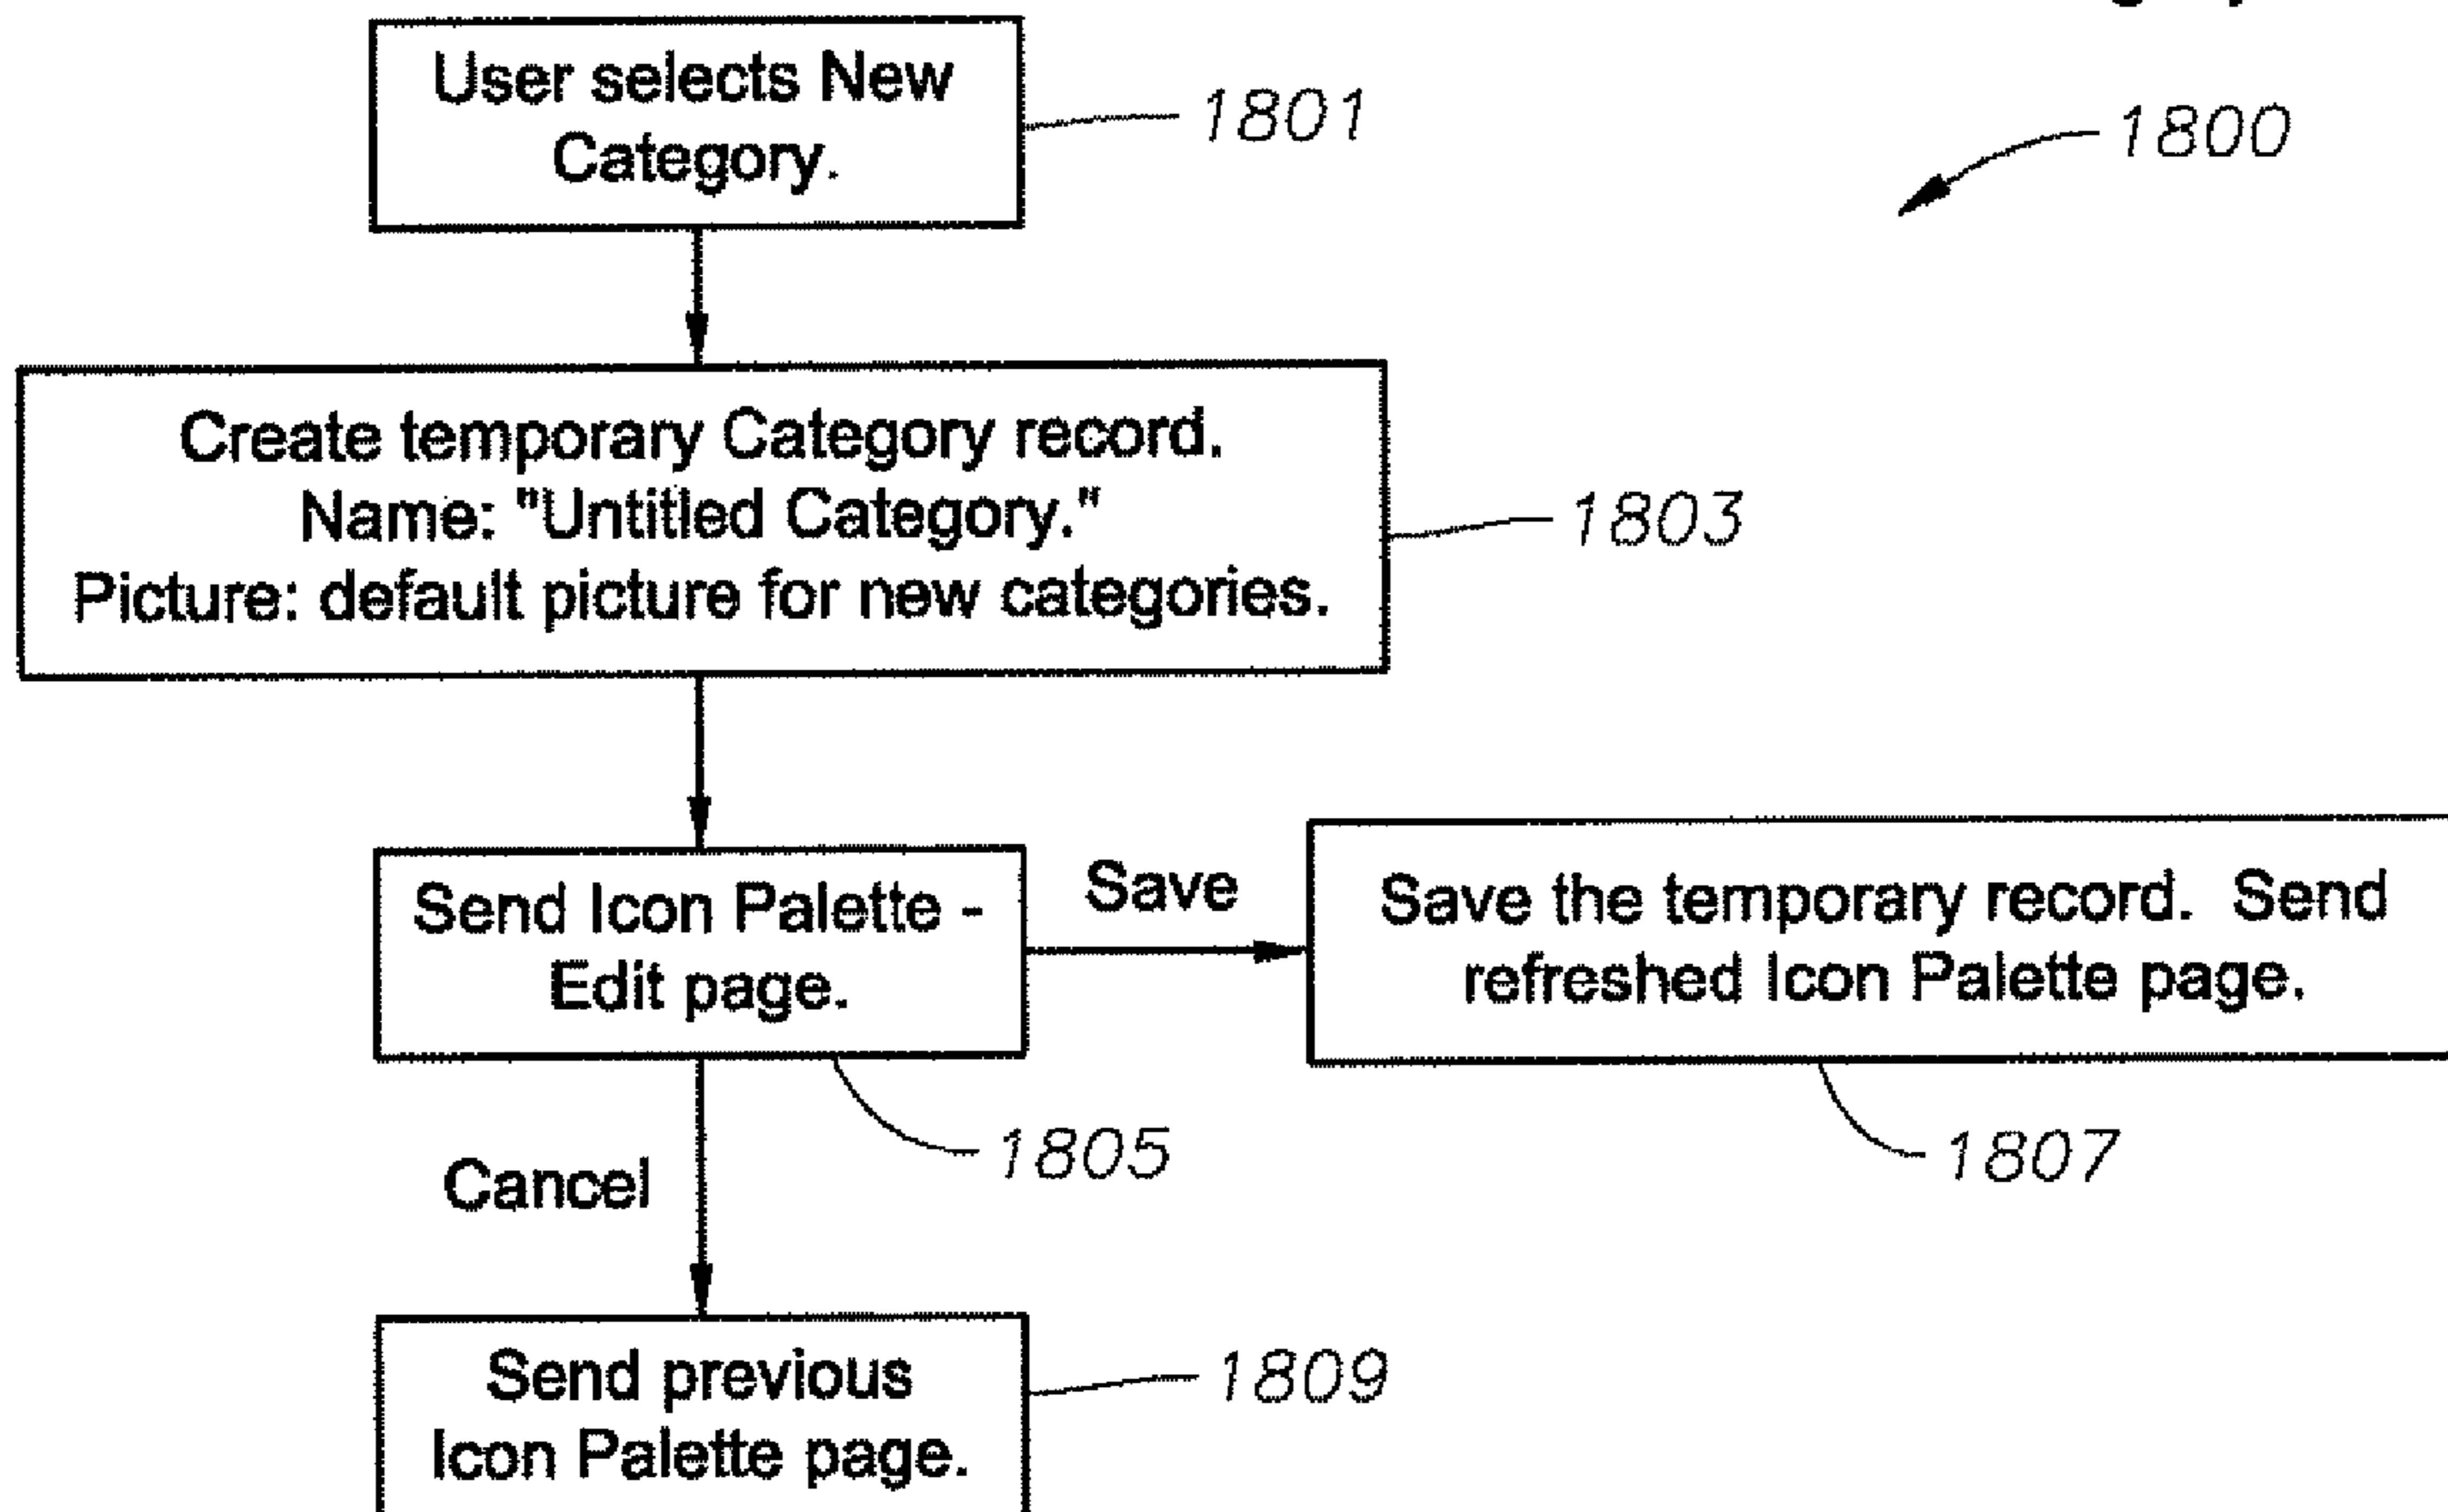 User selects New
Category.
1801
1800
Create temporary Category record.
Name: "Untitled Category."
Picture: default picture for new categories.
1803
Send Icon Palette -
Edit page.
1805
Save
Save the temporary record. Send
refreshed Icon Palette page.
1807
Cancel
Send previous
Icon Palette page.
1809